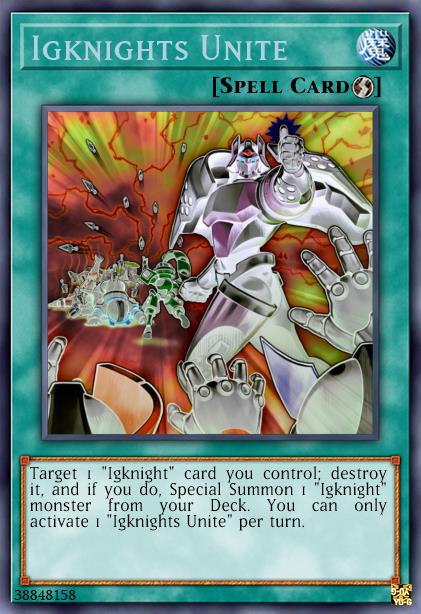 Igknights Unite
魔
[Spell Card]
Target 1 "Igknight" card you control; destroy
it, and if you do, Special Summon 1 "Igknight"
monster from your Deck. You can only
activate 1 "Igknights Unite" per turn.
38848158